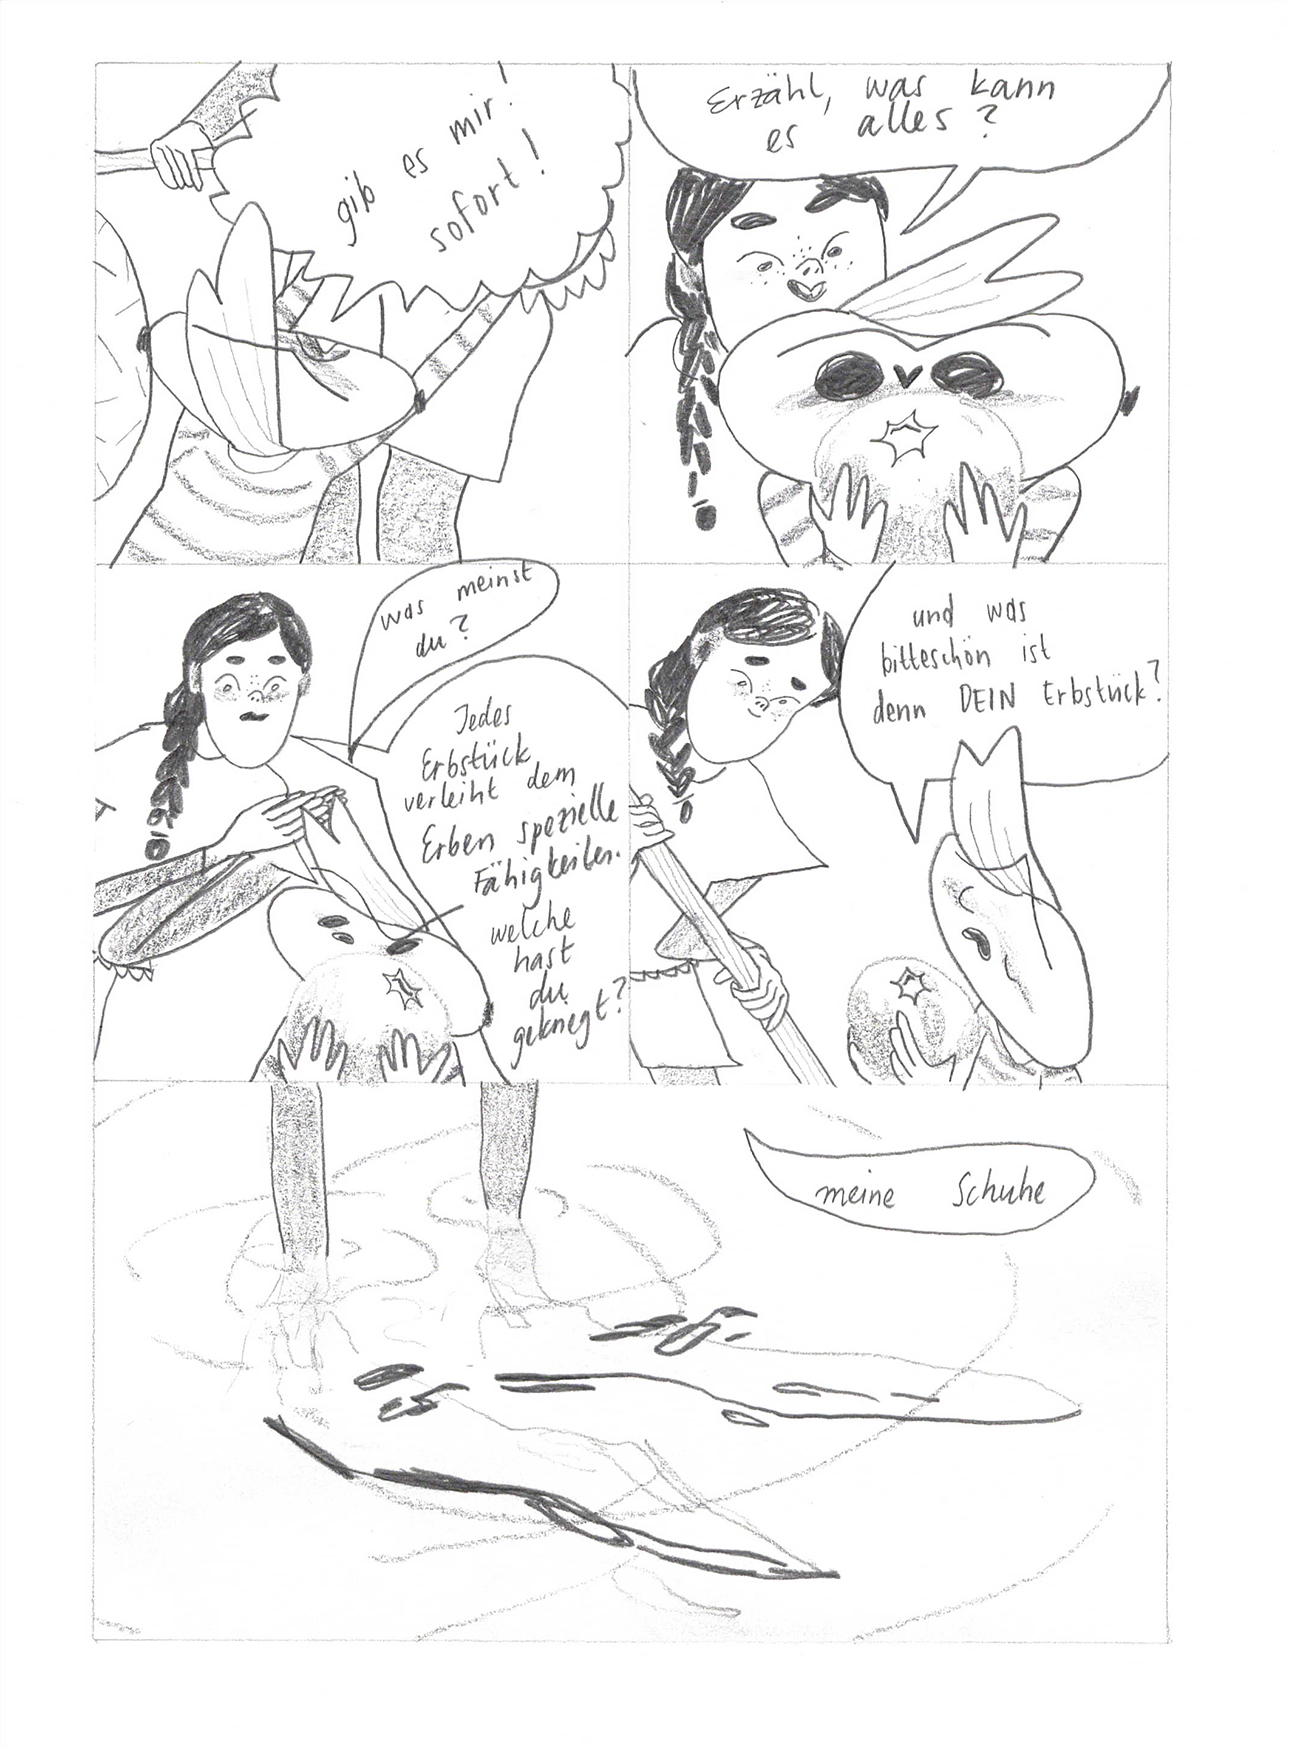 gib es mir!
sofort!
Erzähl, was kann
es alles?
was meinst
du?
Jedes
Erbstück
verleiht dem
Erben spezielle
Fähigkeiten.
welche
hast
du
gekriegt?
und was
bitteschön ist
denn DEIN Erbstück?
meine Schuhe